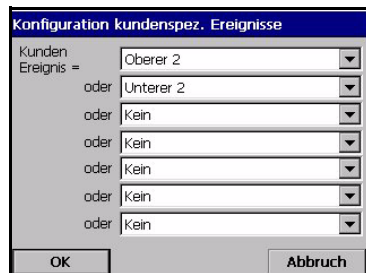 Konfiguration kundenspez. Ereignisse
Kunden
Ereignis =
Oberer 2
oder Unterer 2
oder Kein
oder Kein
oder Kein
oder Kein
oder Kein
OK Abbruch